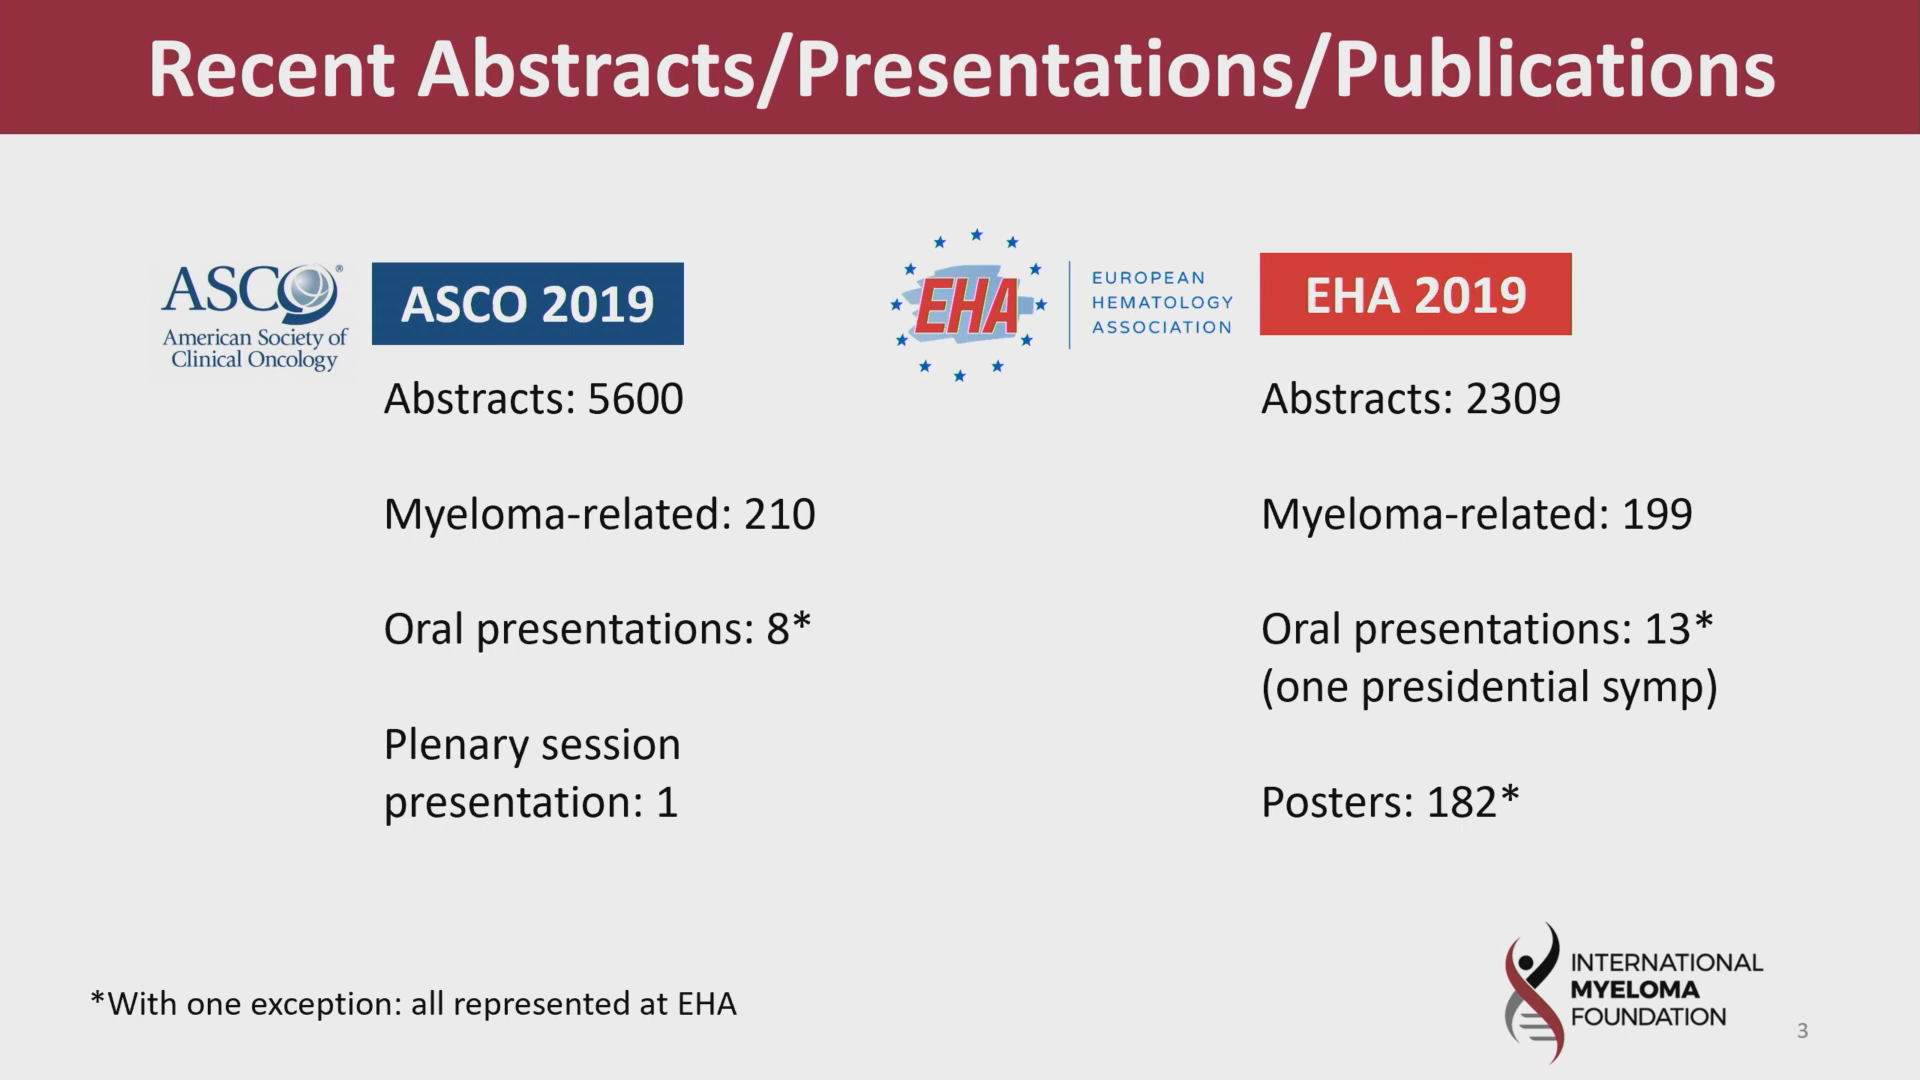 Recent Abstracts/Presentations/Publications
ASCO®
American Society of
Clinical Oncology
ASCO 2019
Abstracts: 5600
Myeloma-related: 210
Oral presentations: 8*
Plenary session
presentation: 1
EHA
EUROPEAN
HEMATOLOGY
ASSOCIATION
EHA 2019
Abstracts: 2309
Myeloma-related: 199
Oral presentations: 13*
(one presidential symp)
Posters: 182*
*With one exception: all represented at EHA
INTERNATIONAL
MYELOMA
FOUNDATION
3